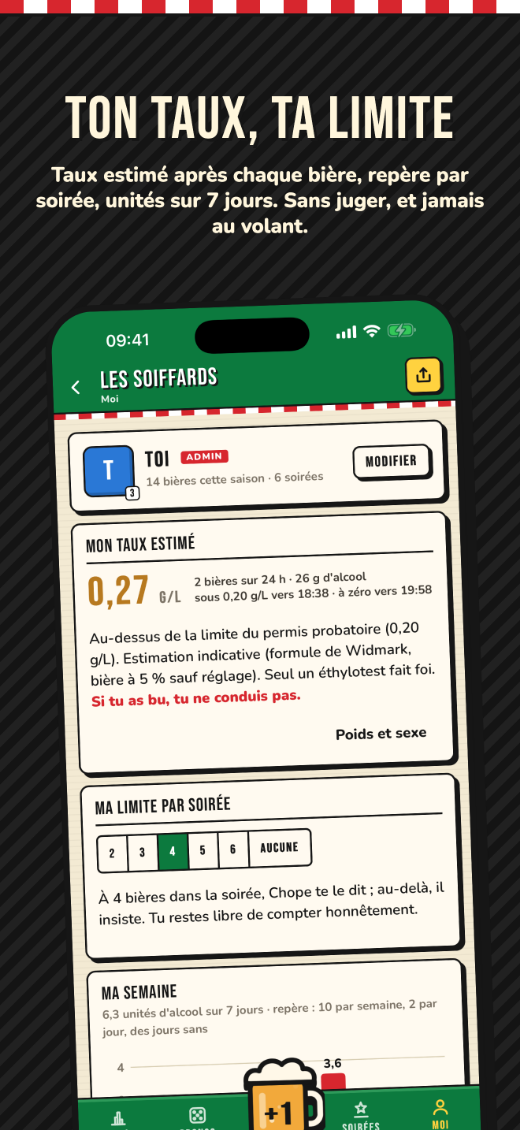 TON TAUX, TA LIMITE
Taux estimé après chaque bière, repère par
soirée, unités sur 7 jours. Sans juger, et jamais
au volant.
09:41
LES SOIFFARDS
Moi
T
3
TOI ADMIN
14 bières cette saison · 6 soirées
MODIFIER
MON TAUX ESTIMÉ
0,27 G/L
2 bières sur 24 h · 26 g d'alcool
sous 0,20 g/L vers 18:38 · à zéro vers 19:58
Au-dessus de la limite du permis probatoire (0,20
g/L). Estimation indicative (formule de Widmark,
bière à 5 % sauf réglage). Seul un éthylotest fait foi.
Si tu as bu, tu ne conduis pas.
Poids et sexe
MA LIMITE PAR SOIRÉE
2 3 4 5 6 AUCUNE
À 4 bières dans la soirée, Chope te le dit ; au-delà, il
insiste. Tu restes libre de compter honnêtement.
MA SEMAINE
6,3 unités d'alcool sur 7 jours · repère : 10 par semaine, 2 par
jour, des jours sans
4
3,6
+1
SOIRÉES
MOI